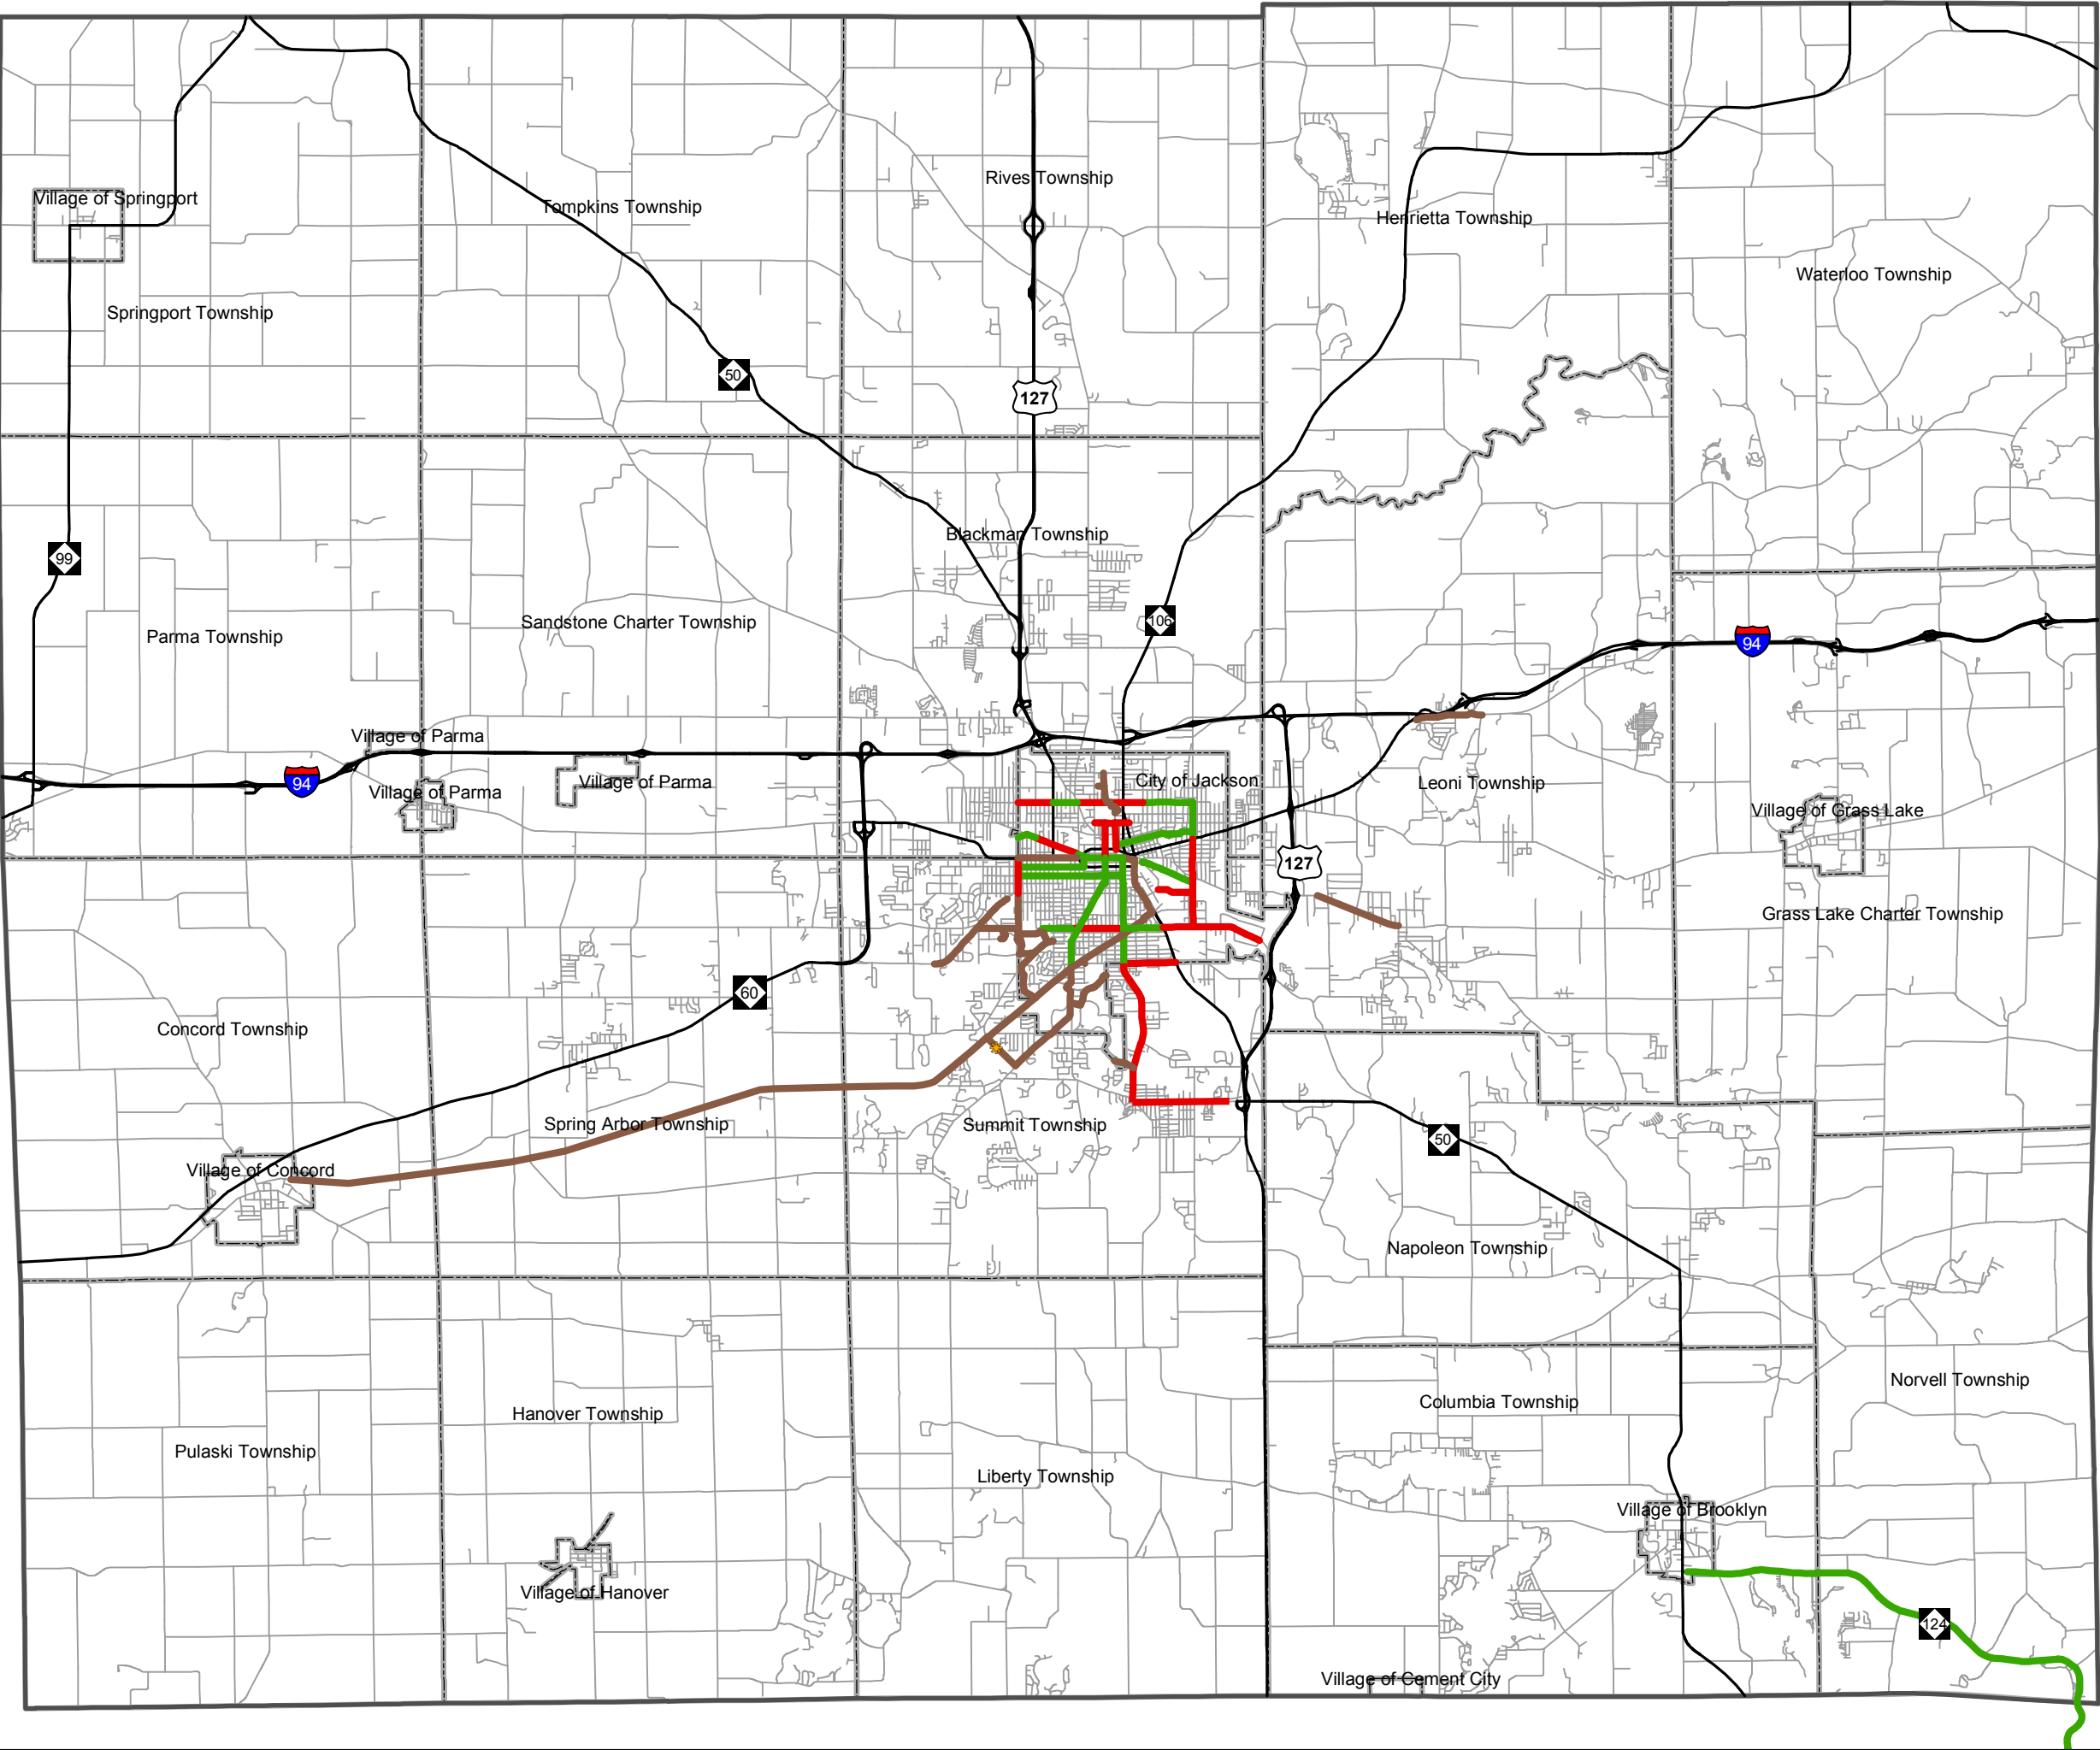 Rives Township
Village of Springport
Tompkins Township
Henrietta Township
Waterloo Township
Springport Township
50
127
Blackman Township
99
106
Sandstone Charter Township
Parma Township
94
Village of Parma
94
Village of Parma
Village of Parma
City of Jackson
Leoni Township
Village of Grass Lake
127
Grass Lake Charter Township
60
Concord Township
Spring Arbor Township
Summit Township
50
Village of Concord
Napoleon Township
Norvell Township
Columbia Township
Hanover Township
Pulaski Township
Liberty Township
Village of Brooklyn
Village of Hanover
124
Village of Cement City